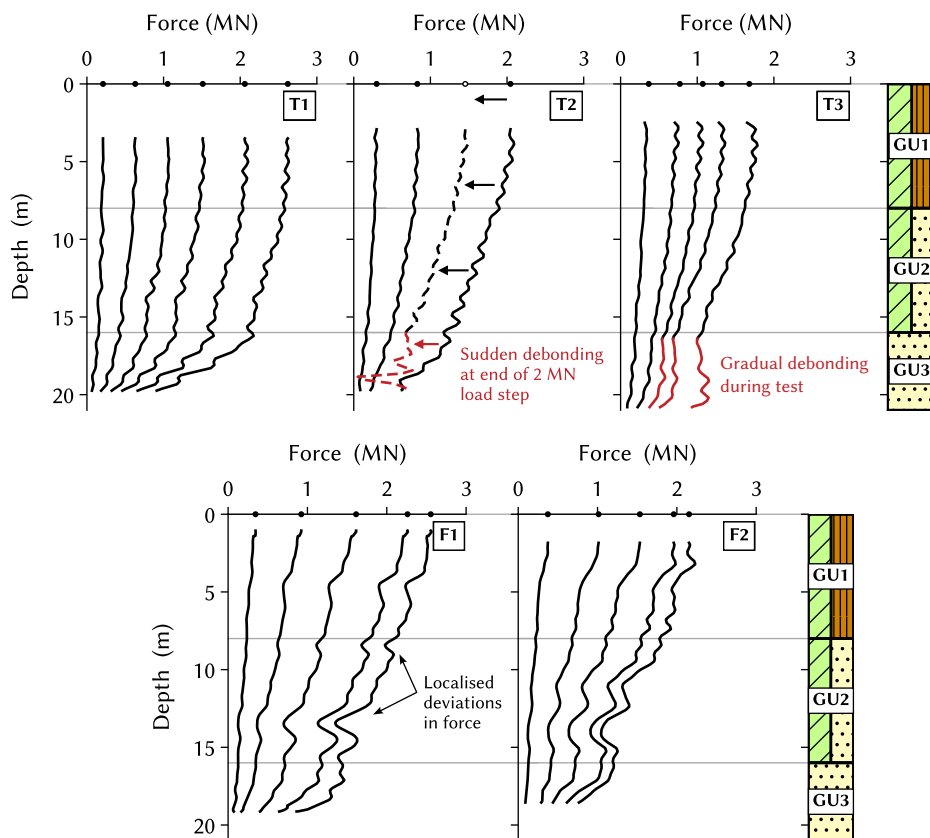 Force (MN) Force (MN) Force (MN)
0 1 2 3 0 1 2 3 0 1 2 3
0
T1 T2 T3
GU1
5
Depth (m)
10
GU2
15
Sudden debonding
at end of 2 MN
load step
Gradual debonding
during test
GU3
20
Force (MN) Force (MN)
0 1 2 3 0 1 2 3
0
F1 F2
GU1
5
Depth (m)
10
Localised
deviations
in force
GU2
15
GU3
20